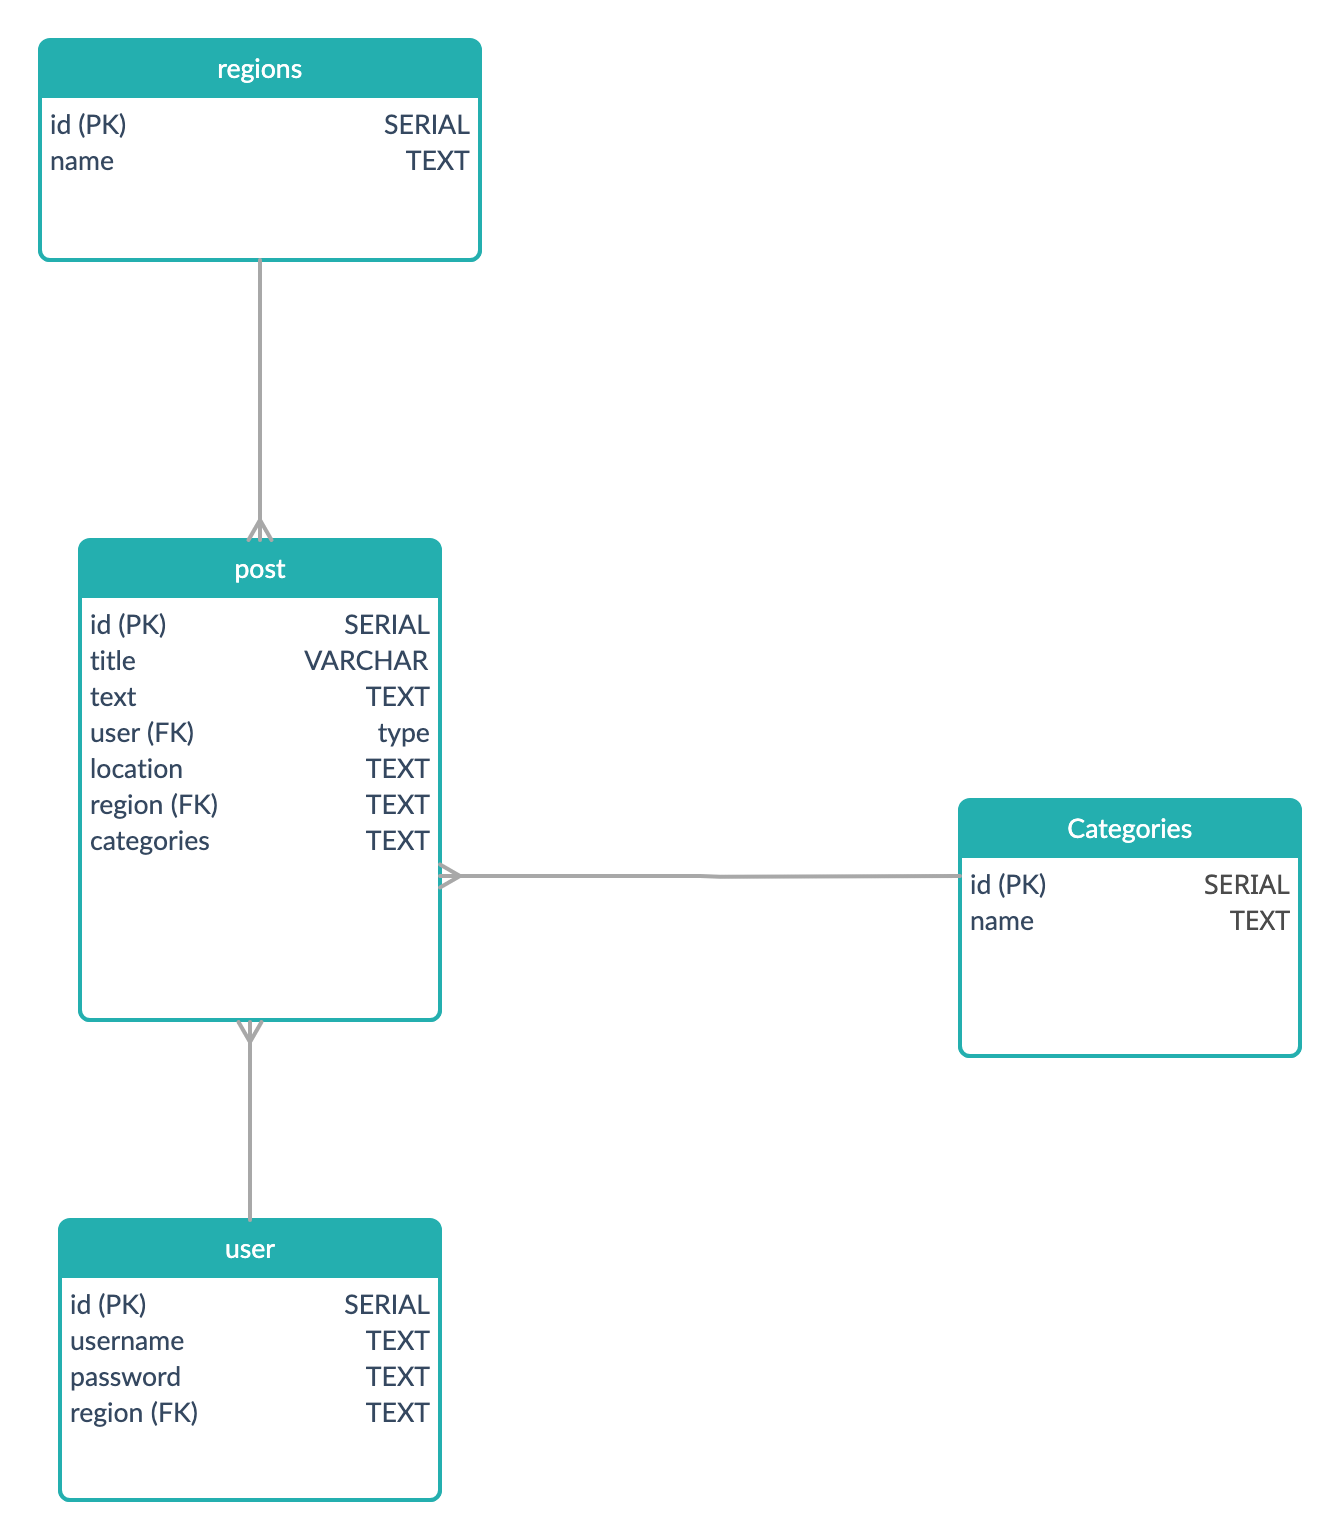 regions
id (PK) SERIAL
name TEXT
post
id (PK) SERIAL
title VARCHAR
text TEXT
user (FK) type
location TEXT
region (FK) TEXT
categories TEXT
Categories
id (PK) SERIAL
name TEXT
user
id (PK) SERIAL
username TEXT
password TEXT
region (FK) TEXT